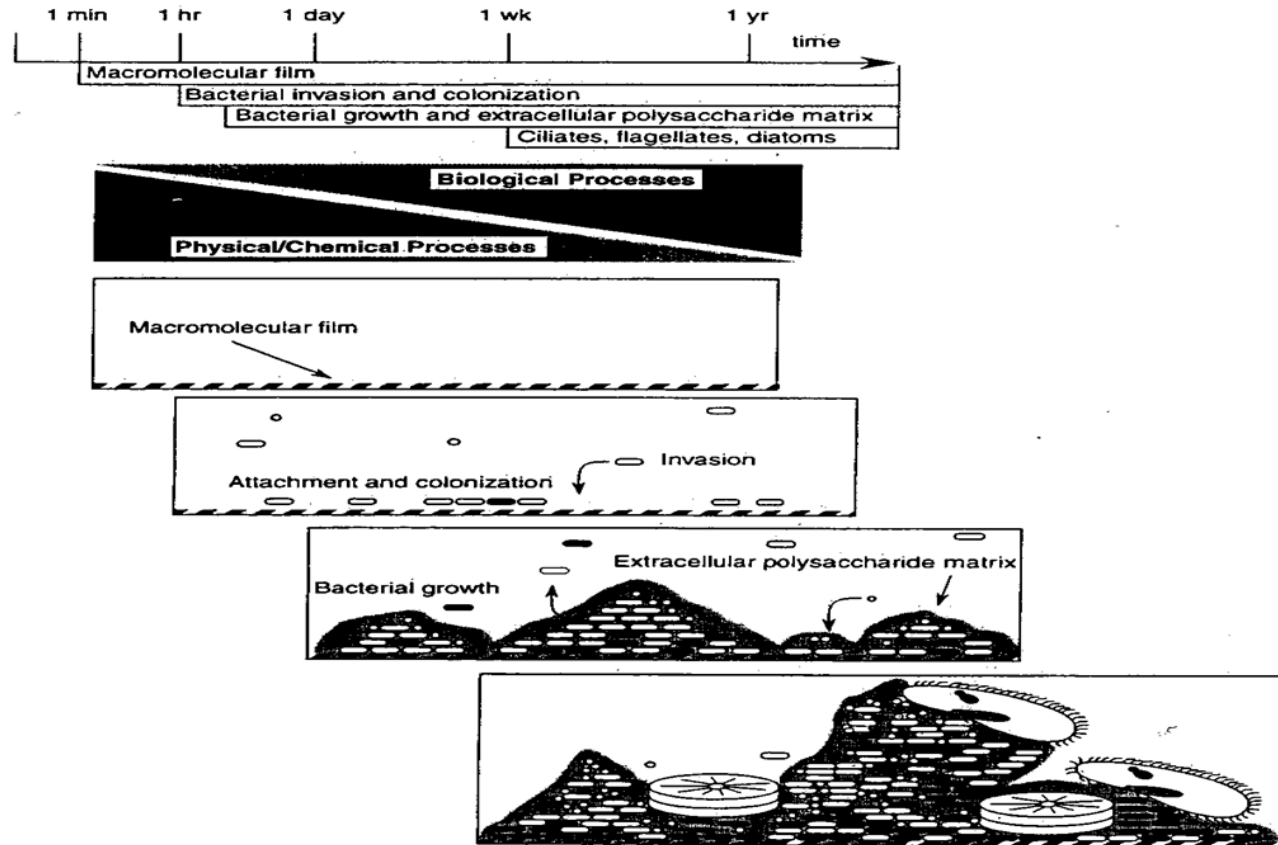 1 min 1 hr 1 day 1 wk 1 yr
time
Macromolecular film
Bacterial invasion and colonization
Bacterial growth and extracellular polysaccharide matrix
Ciliates, flagellates, diatoms
Biological Processes
Physical/Chemical Processes
Macromolecular film
Invasion
Attachment and colonization
Extracellular polysaccharide matrix
Bacterial growth